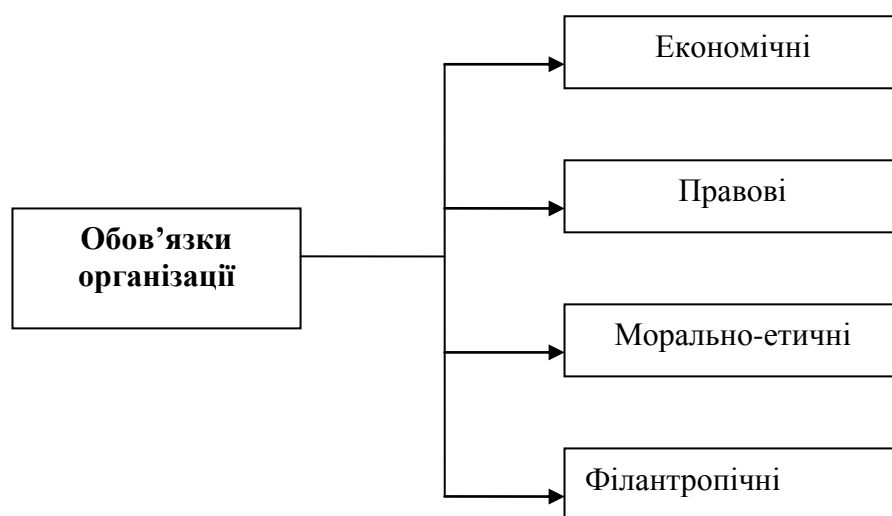 Економічні
Правові
Обов’язки
організації
Морально-етичні
Філантропічні